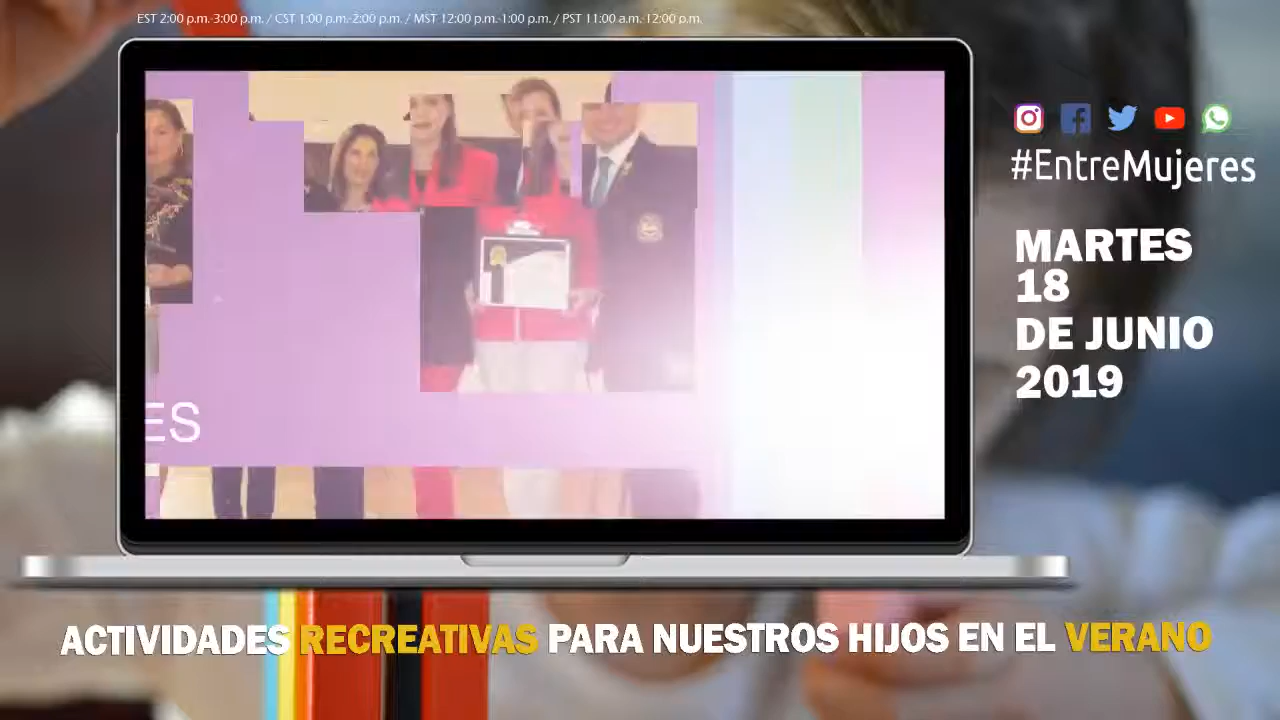 EST 2:00 p.m.-3:00 p.m. / CST 1:00 p.m.-2:00 p.m. / MST 12:00 p.m.-1:00 p.m. / PST 11:00 a.m.-12:00 p.m.
#EntreMujeres
MARTES
18
DE JUNIO
2019
ES
ACTIVIDADES RECREATIVAS PARA NUESTROS HIJOS EN EL VERANO